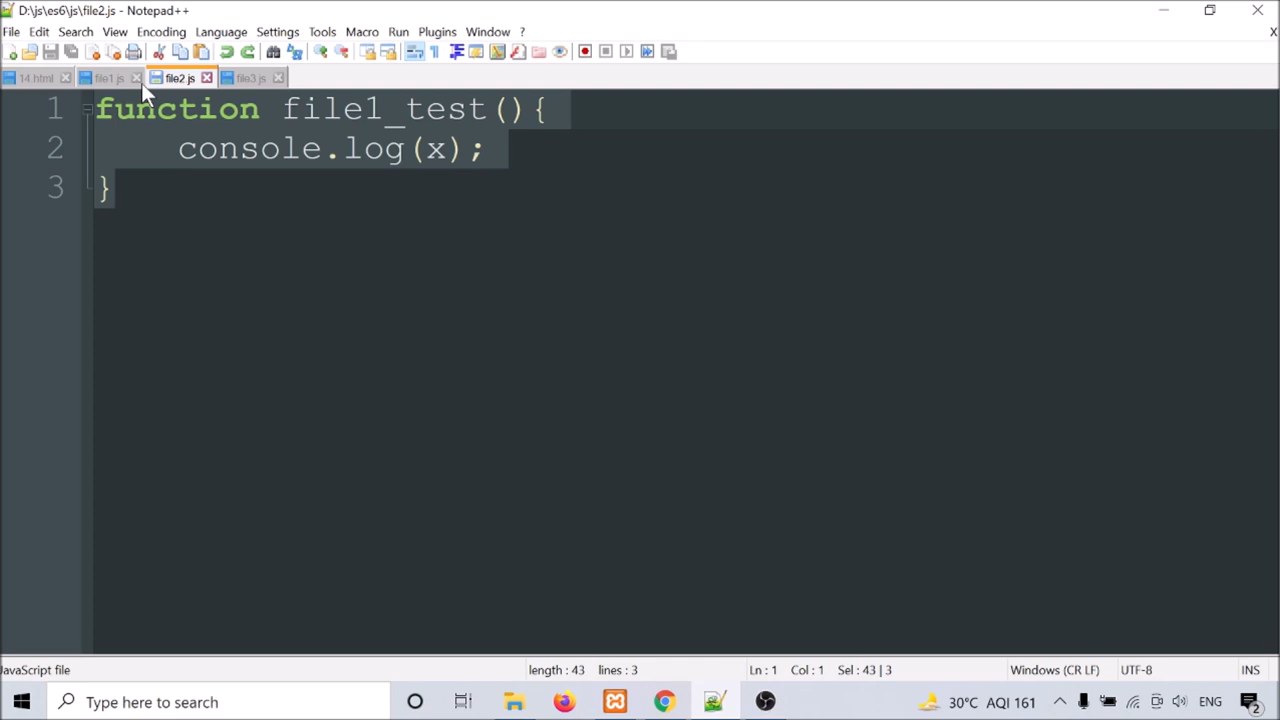 D:\js\es6\js\file2.js - Notepad++
File Edit Search View Encoding Language Settings Tools Macro Run Plugins Window ? X
14.html file1.js file2.js file3.js
1 function file1_test(){
2 console.log(x);
3 }
JavaScript file length : 43 lines : 3 Ln : 1 Col : 1 Sel : 43 | 3 Windows (CR LF) UTF-8 INS
Type here to search 30°C AQI 161 ENG 2